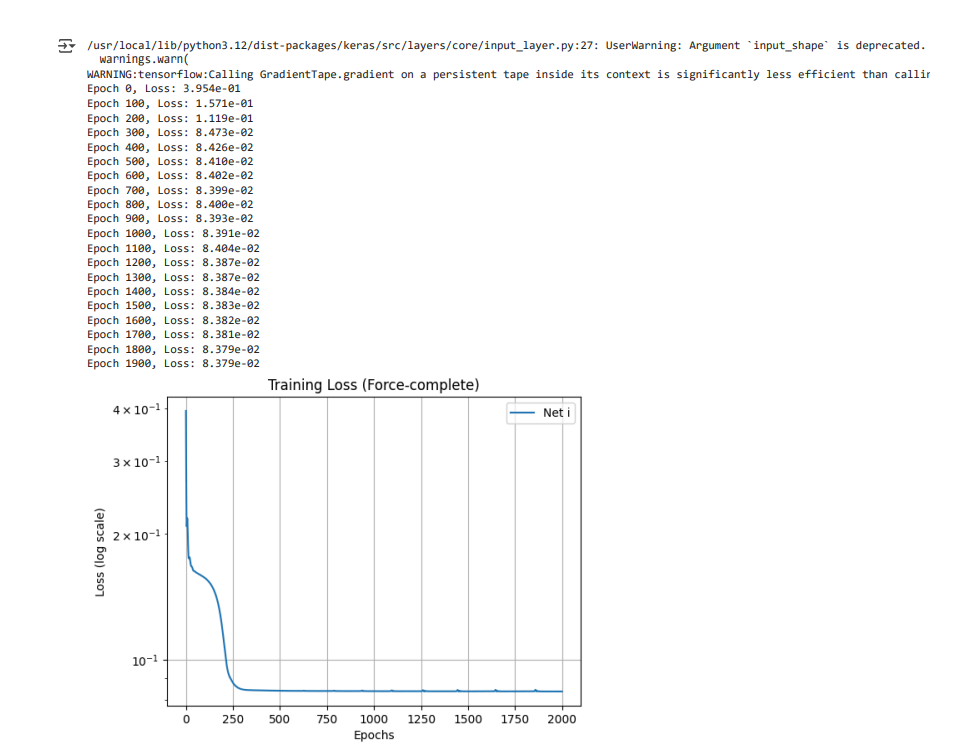 /usr/local/lib/python3.12/dist-packages/keras/src/layers/core/input_layer.py:27: UserWarning: Argument `input_shape` is deprecated.
  warnings.warn(
WARNING:tensorflow:Calling GradientTape.gradient on a persistent tape inside its context is significantly less efficient than
Epoch 0, Loss: 3.954e-01
Epoch 100, Loss: 1.571e-01
Epoch 200, Loss: 1.119e-01
Epoch 300, Loss: 8.473e-02
Epoch 400, Loss: 8.426e-02
Epoch 500, Loss: 8.410e-02
Epoch 600, Loss: 8.402e-02
Epoch 700, Loss: 8.399e-02
Epoch 800, Loss: 8.400e-02
Epoch 900, Loss: 8.393e-02
Epoch 1000, Loss: 8.391e-02
Epoch 1100, Loss: 8.404e-02
Epoch 1200, Loss: 8.387e-02
Epoch 1300, Loss: 8.387e-02
Epoch 1400, Loss: 8.384e-02
Epoch 1500, Loss: 8.383e-02
Epoch 1600, Loss: 8.382e-02
Epoch 1700, Loss: 8.381e-02
Epoch 1800, Loss: 8.379e-02
Epoch 1900, Loss: 8.379e-02
Training Loss (Force-complete)
Net i
4 × 10⁻¹
3 × 10⁻¹
2 × 10⁻¹
10⁻¹
Loss (log scale)
0 250 500 750 1000 1250 1500 1750 2000
Epochs